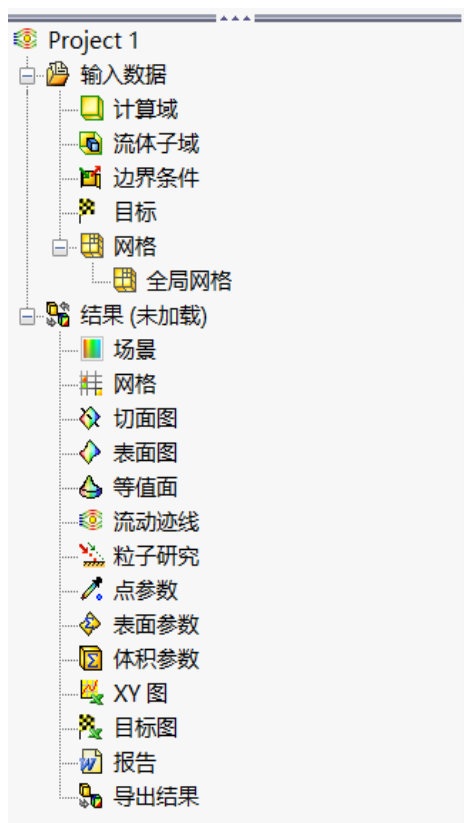 Project 1
输入数据
计算域
流体子域
边界条件
目标
网格
全局网格
结果 (未加载)
场景
网格
切面图
表面图
等值面
流动迹线
粒子研究
点参数
表面参数
体积参数
XY 图
目标图
报告
导出结果